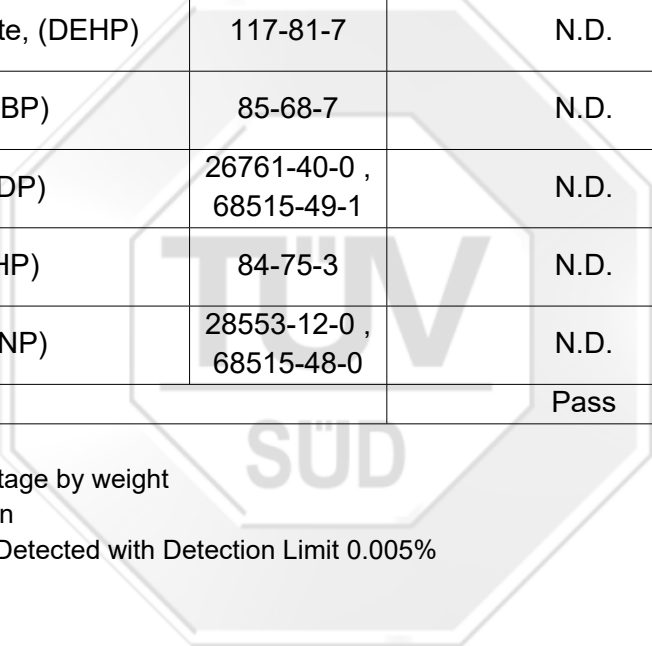 te, (DEHP) 117-81-7 N.D.
BP) 85-68-7 N.D.
DP) 26761-40-0 , N.D.
68515-49-1
HP) 84-75-3 N.D.
NP) 28553-12-0 , N.D.
68515-48-0
Pass
TÜV
SÜD
tage by weight
n
Detected with Detection Limit 0.005%